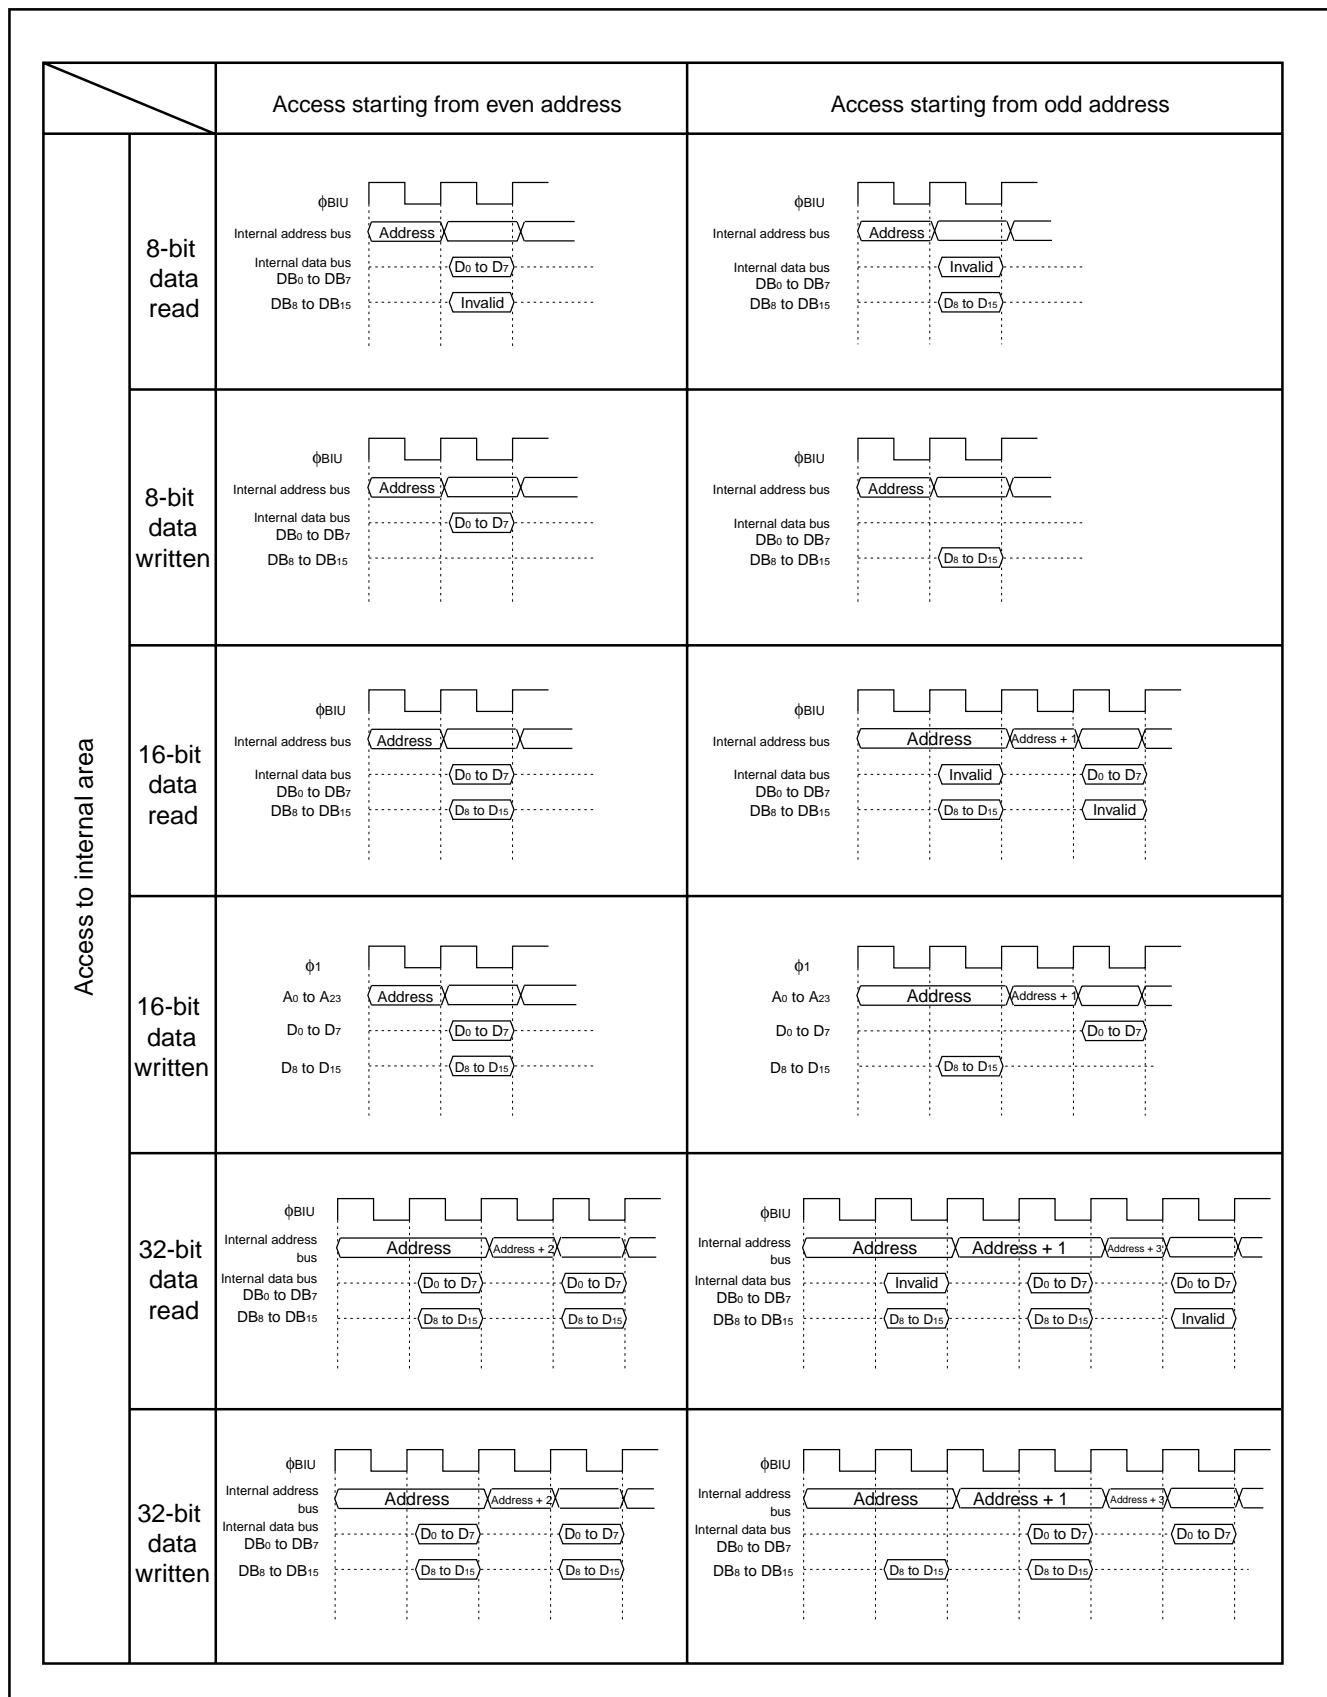 Access starting from even address
Access starting from odd address
Access to internal area
8-bit
data
read
ϕBIU
Internal address bus
Address
Internal data bus
DB0 to DB7
D0 to D7
DB8 to DB15
Invalid
ϕBIU
Internal address bus
Address
Internal data bus
DB0 to DB7
Invalid
DB8 to DB15
D8 to D15
8-bit
data
written
ϕBIU
Internal address bus
Address
Internal data bus
DB0 to DB7
D0 to D7
DB8 to DB15
ϕBIU
Internal address bus
Address
Internal data bus
DB0 to DB7
DB8 to DB15
D8 to D15
16-bit
data
read
ϕBIU
Internal address bus
Address
Internal data bus
DB0 to DB7
D0 to D7
DB8 to DB15
D8 to D15
ϕBIU
Internal address bus
Address
Address + 1
Internal data bus
DB0 to DB7
Invalid
D0 to D7
DB8 to DB15
D8 to D15
Invalid
16-bit
data
written
ϕ1
A0 to A23
Address
D0 to D7
D0 to D7
D8 to D15
D8 to D15
ϕ1
A0 to A23
Address
Address + 1
D0 to D7
D0 to D7
D8 to D15
D8 to D15
32-bit
data
read
ϕBIU
Internal address
bus
Address
Address + 2
Internal data bus
DB0 to DB7
D0 to D7
D0 to D7
DB8 to DB15
D8 to D15
D8 to D15
ϕBIU
Internal address
bus
Address
Address + 1
Address + 3
Internal data bus
DB0 to DB7
Invalid
D0 to D7
D0 to D7
DB8 to DB15
D8 to D15
D8 to D15
Invalid
32-bit
data
written
ϕBIU
Internal address
bus
Address
Address + 2
Internal data bus
DB0 to DB7
D0 to D7
D0 to D7
DB8 to DB15
D8 to D15
D8 to D15
ϕBIU
Internal address
bus
Address
Address + 1
Address + 3
Internal data bus
DB0 to DB7
D0 to D7
D0 to D7
DB8 to DB15
D8 to D15
D8 to D15